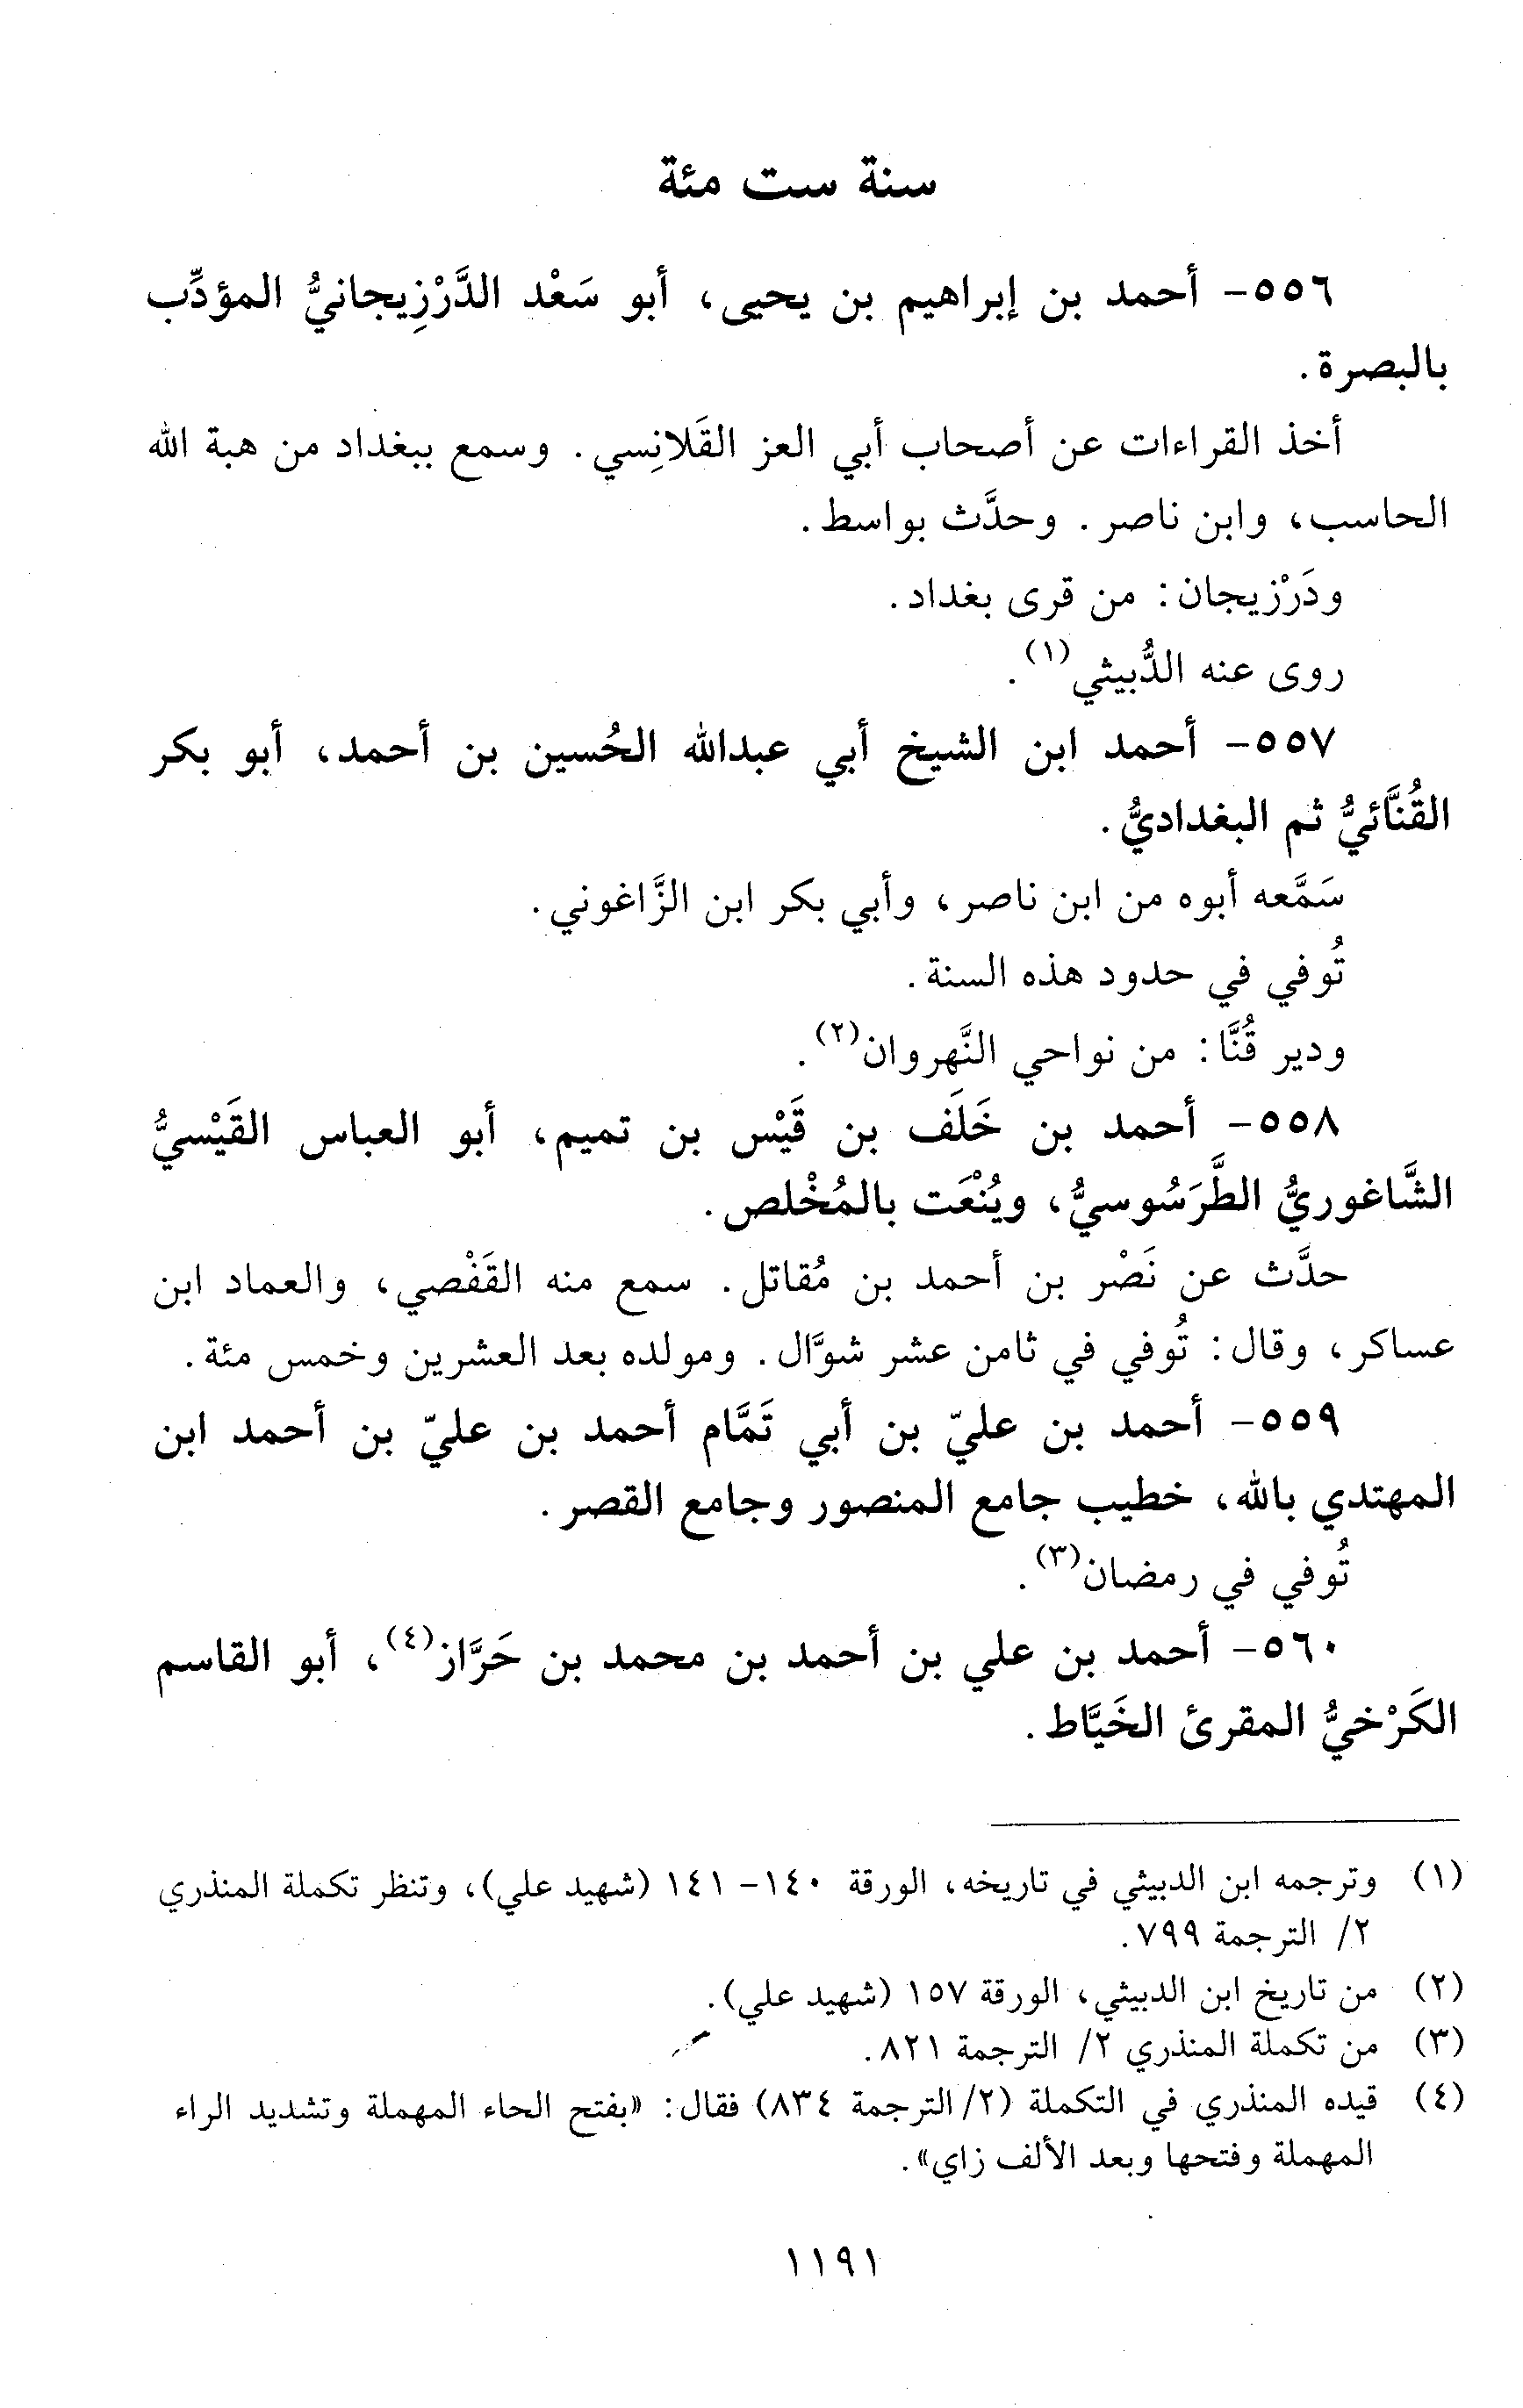 سنة ست مئة
٥٥٦- أحمد بن إبراهيم بن يحيى، أبو سَعْد الدَّرْزِيجانيُّ المؤدِّب
بالبصرة.
أخذ القراءات عن أصحاب أبي العز القَلانِسي. وسمع ببغداد من هبة الله
الحاسب، وابن ناصر. وحدَّث بواسط.
ودَرْزيجان: من قرى بغداد.
روى عنه الدُّبيثي(١).
٥٥٧- أحمد ابن الشيخ أبي عبدالله الحُسين بن أحمد، أبو بكر
القُنَّائيُّ ثم البغداديُّ.
سَمَّعه أبوه من ابن ناصر، وأبي بكر ابن الزَّاغوني.
تُوفي في حدود هذه السنة.
ودير قُنَّا: من نواحي النَّهروان(٢).
٥٥٨- أحمد بن خَلَف بن قَيْس بن تميم، أبو العباس القَيْسيُّ
الشَّاغوريُّ الطَّرَسُوسيُّ، ويُنْعَت بالمُخْلص.
حدَّث عن نَصْر بن أحمد بن مُقاتل. سمع منه القَفْصي، والعماد ابن
عساكر، وقال: تُوفي في ثامن عشر شوَّال. ومولده بعد العشرين وخمس مئة.
٥٥٩- أحمد بن عليّ بن أبي تَمَّام أحمد بن عليّ بن أحمد ابن
المهتدي بالله، خطيب جامع المنصور وجامع القصر.
تُوفي في رمضان(٣).
٥٦٠- أحمد بن علي بن أحمد بن محمد بن حَرَّاز(٤)، أبو القاسم
الكَرْخيُّ المقرئ الخَيَّاط.
(١) وترجمه ابن الدبيثي في تاريخه، الورقة ١٤٠- ١٤١ (شهيد علي)، وتنظر تكملة المنذري
٢/ الترجمة ٧٩٩.
(٢) من تاريخ ابن الدبيثي، الورقة ١٥٧ (شهيد علي).
(٣) من تكملة المنذري ٢/ الترجمة ٨٢١.
(٤) قيده المنذري في التكملة (٢/ الترجمة ٨٣٤) فقال: «بفتح الحاء المهملة وتشديد الراء
المهملة وفتحها وبعد الألف زاي».
١١٩١